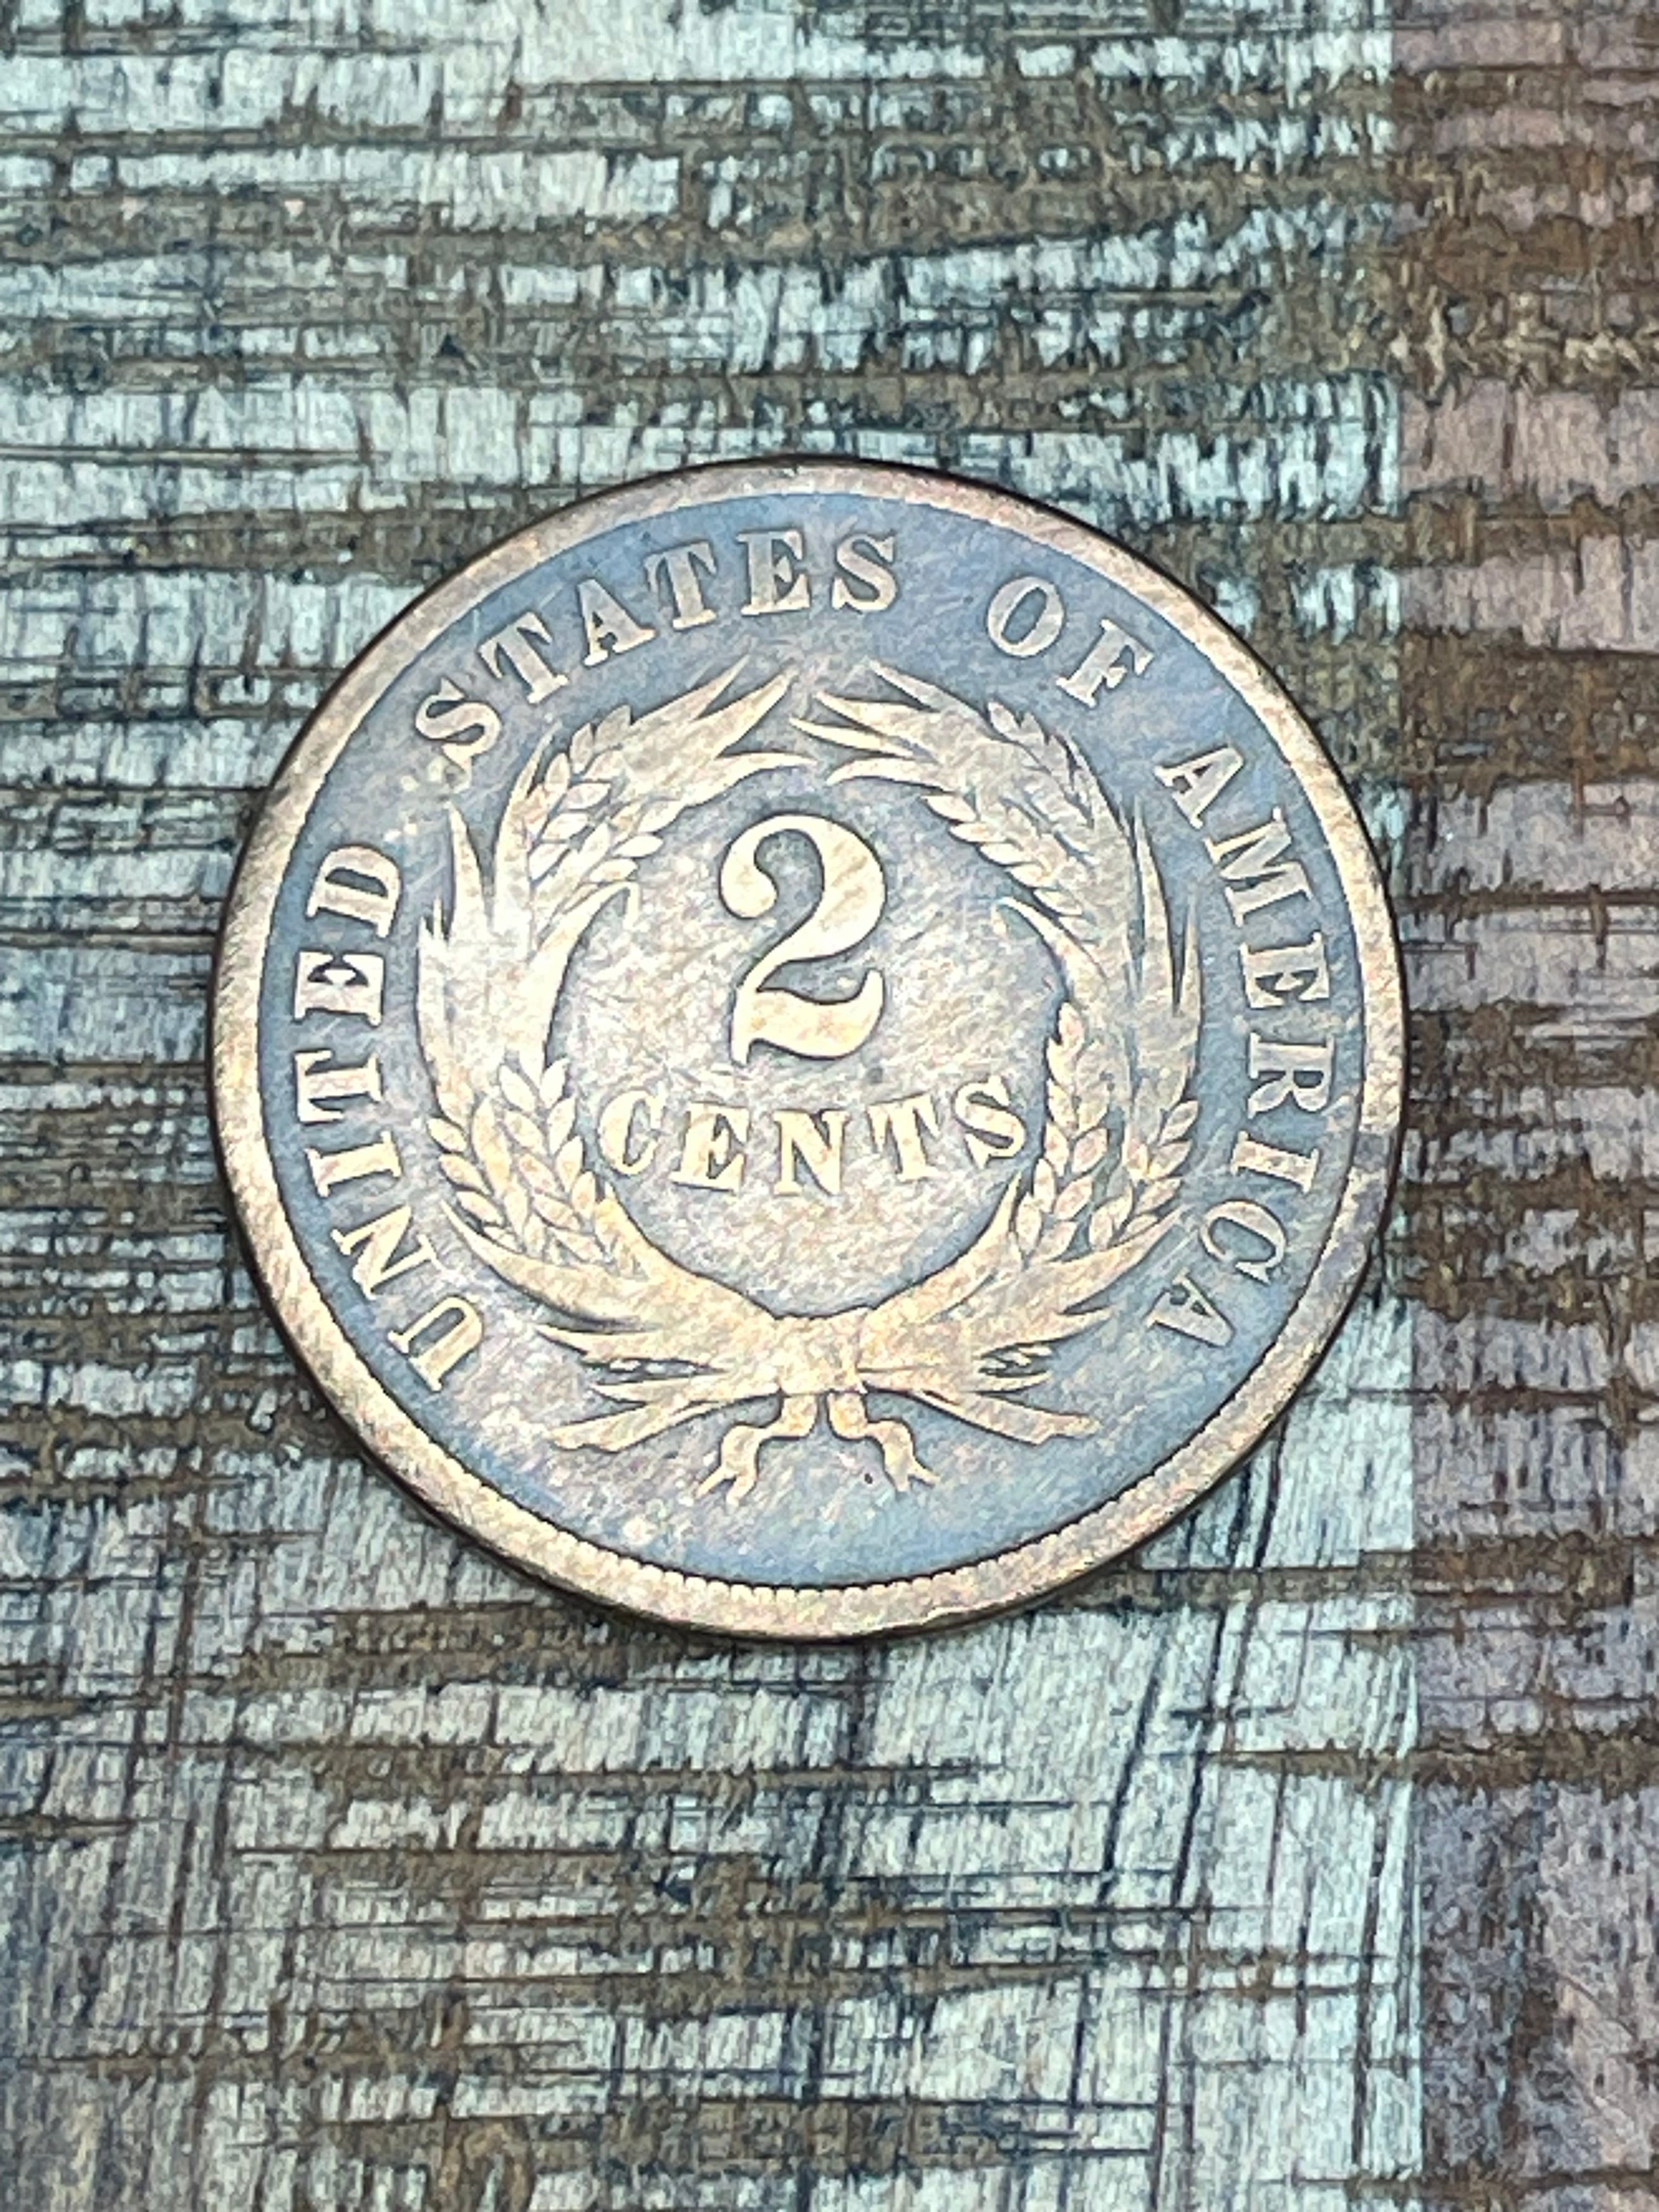 UNITED STATES OF AMERICA
2
CENTS